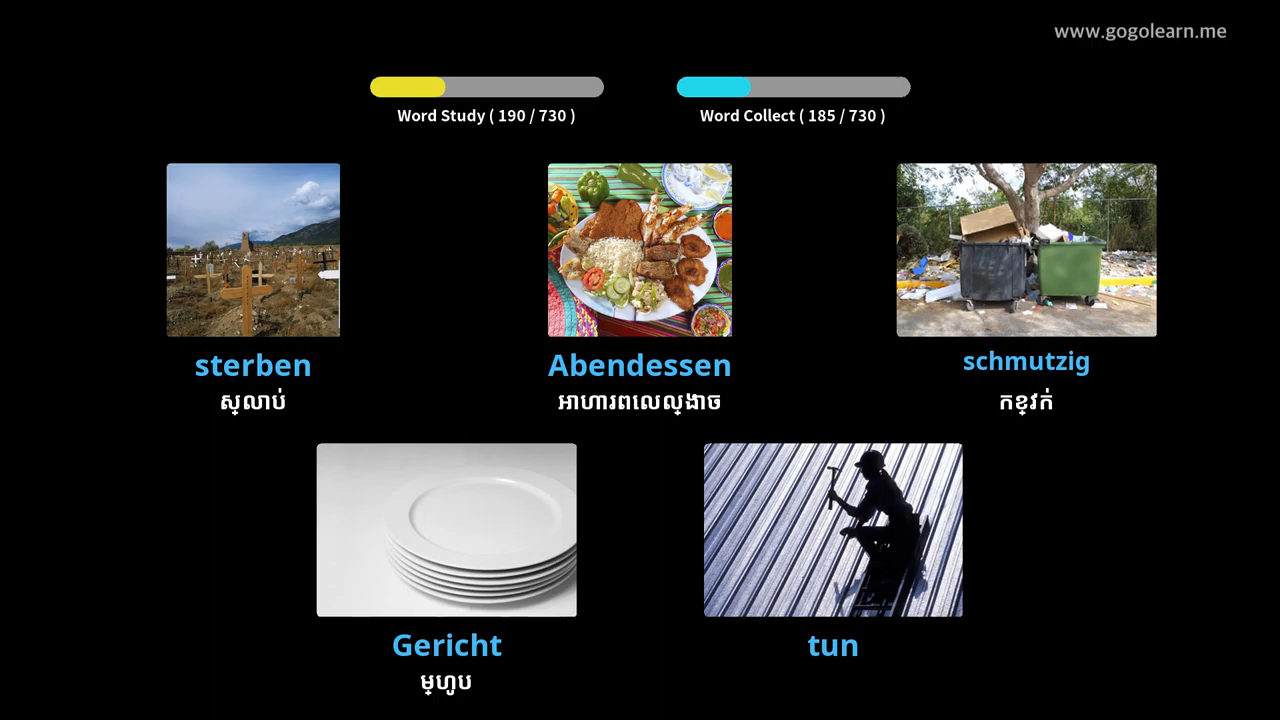 www.gogolearn.me
Word Study ( 190 / 730 )
Word Collect ( 185 / 730 )
sterben
ស្លាប់
Abendessen
អាហារពេលល្ងាច
schmutzig
កខ្វក់
Gericht
ម្ហូប
tun